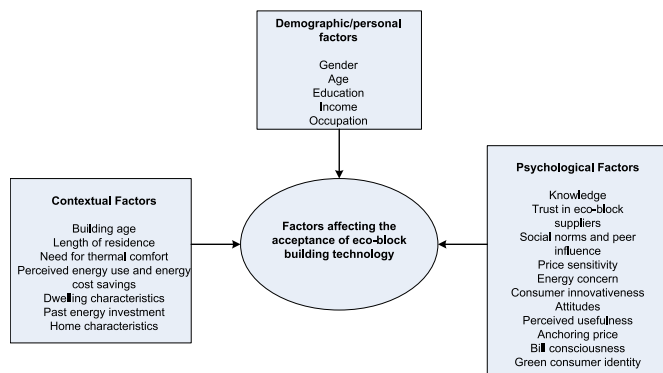 Demographic/personal
factors
Gender
Age
Education
Income
Occupation
Contextual Factors
Building age
Length of residence
Need for thermal comfort
Perceived energy use and energy
cost savings
Dwelling characteristics
Past energy investment
Home characteristics
Factors affecting the
acceptance of eco-block
building technology
Psychological Factors
Knowledge
Trust in eco-block
suppliers
Social norms and peer
influence
Price sensitivity
Energy concern
Consumer innovativeness
Attitudes
Perceived usefulness
Anchoring price
Bill consciousness
Green consumer identity